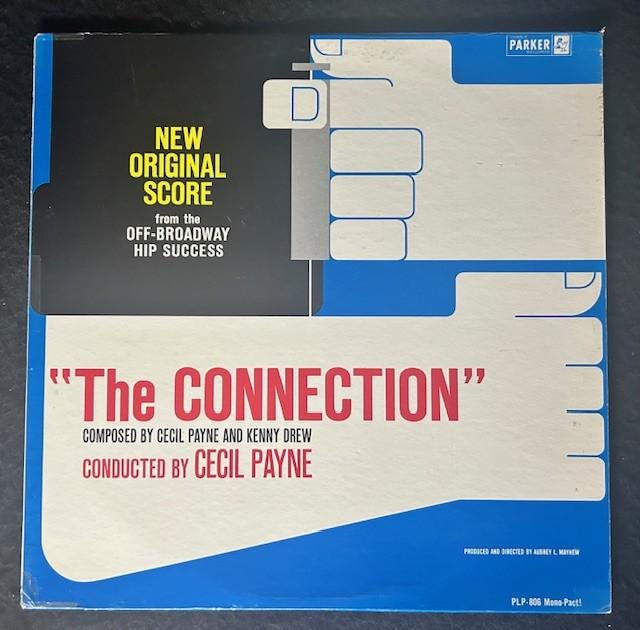 PARKER
NEW
ORIGINAL
SCORE
from the
OFF-BROADWAY
HIP SUCCESS
"The CONNECTION"
COMPOSED BY CECIL PAYNE AND KENNY DREW
CONDUCTED BY CECIL PAYNE
PRODUCED AND DIRECTED BY AUBREY L. MAYHEW
PLP-806 Mono-Pact!